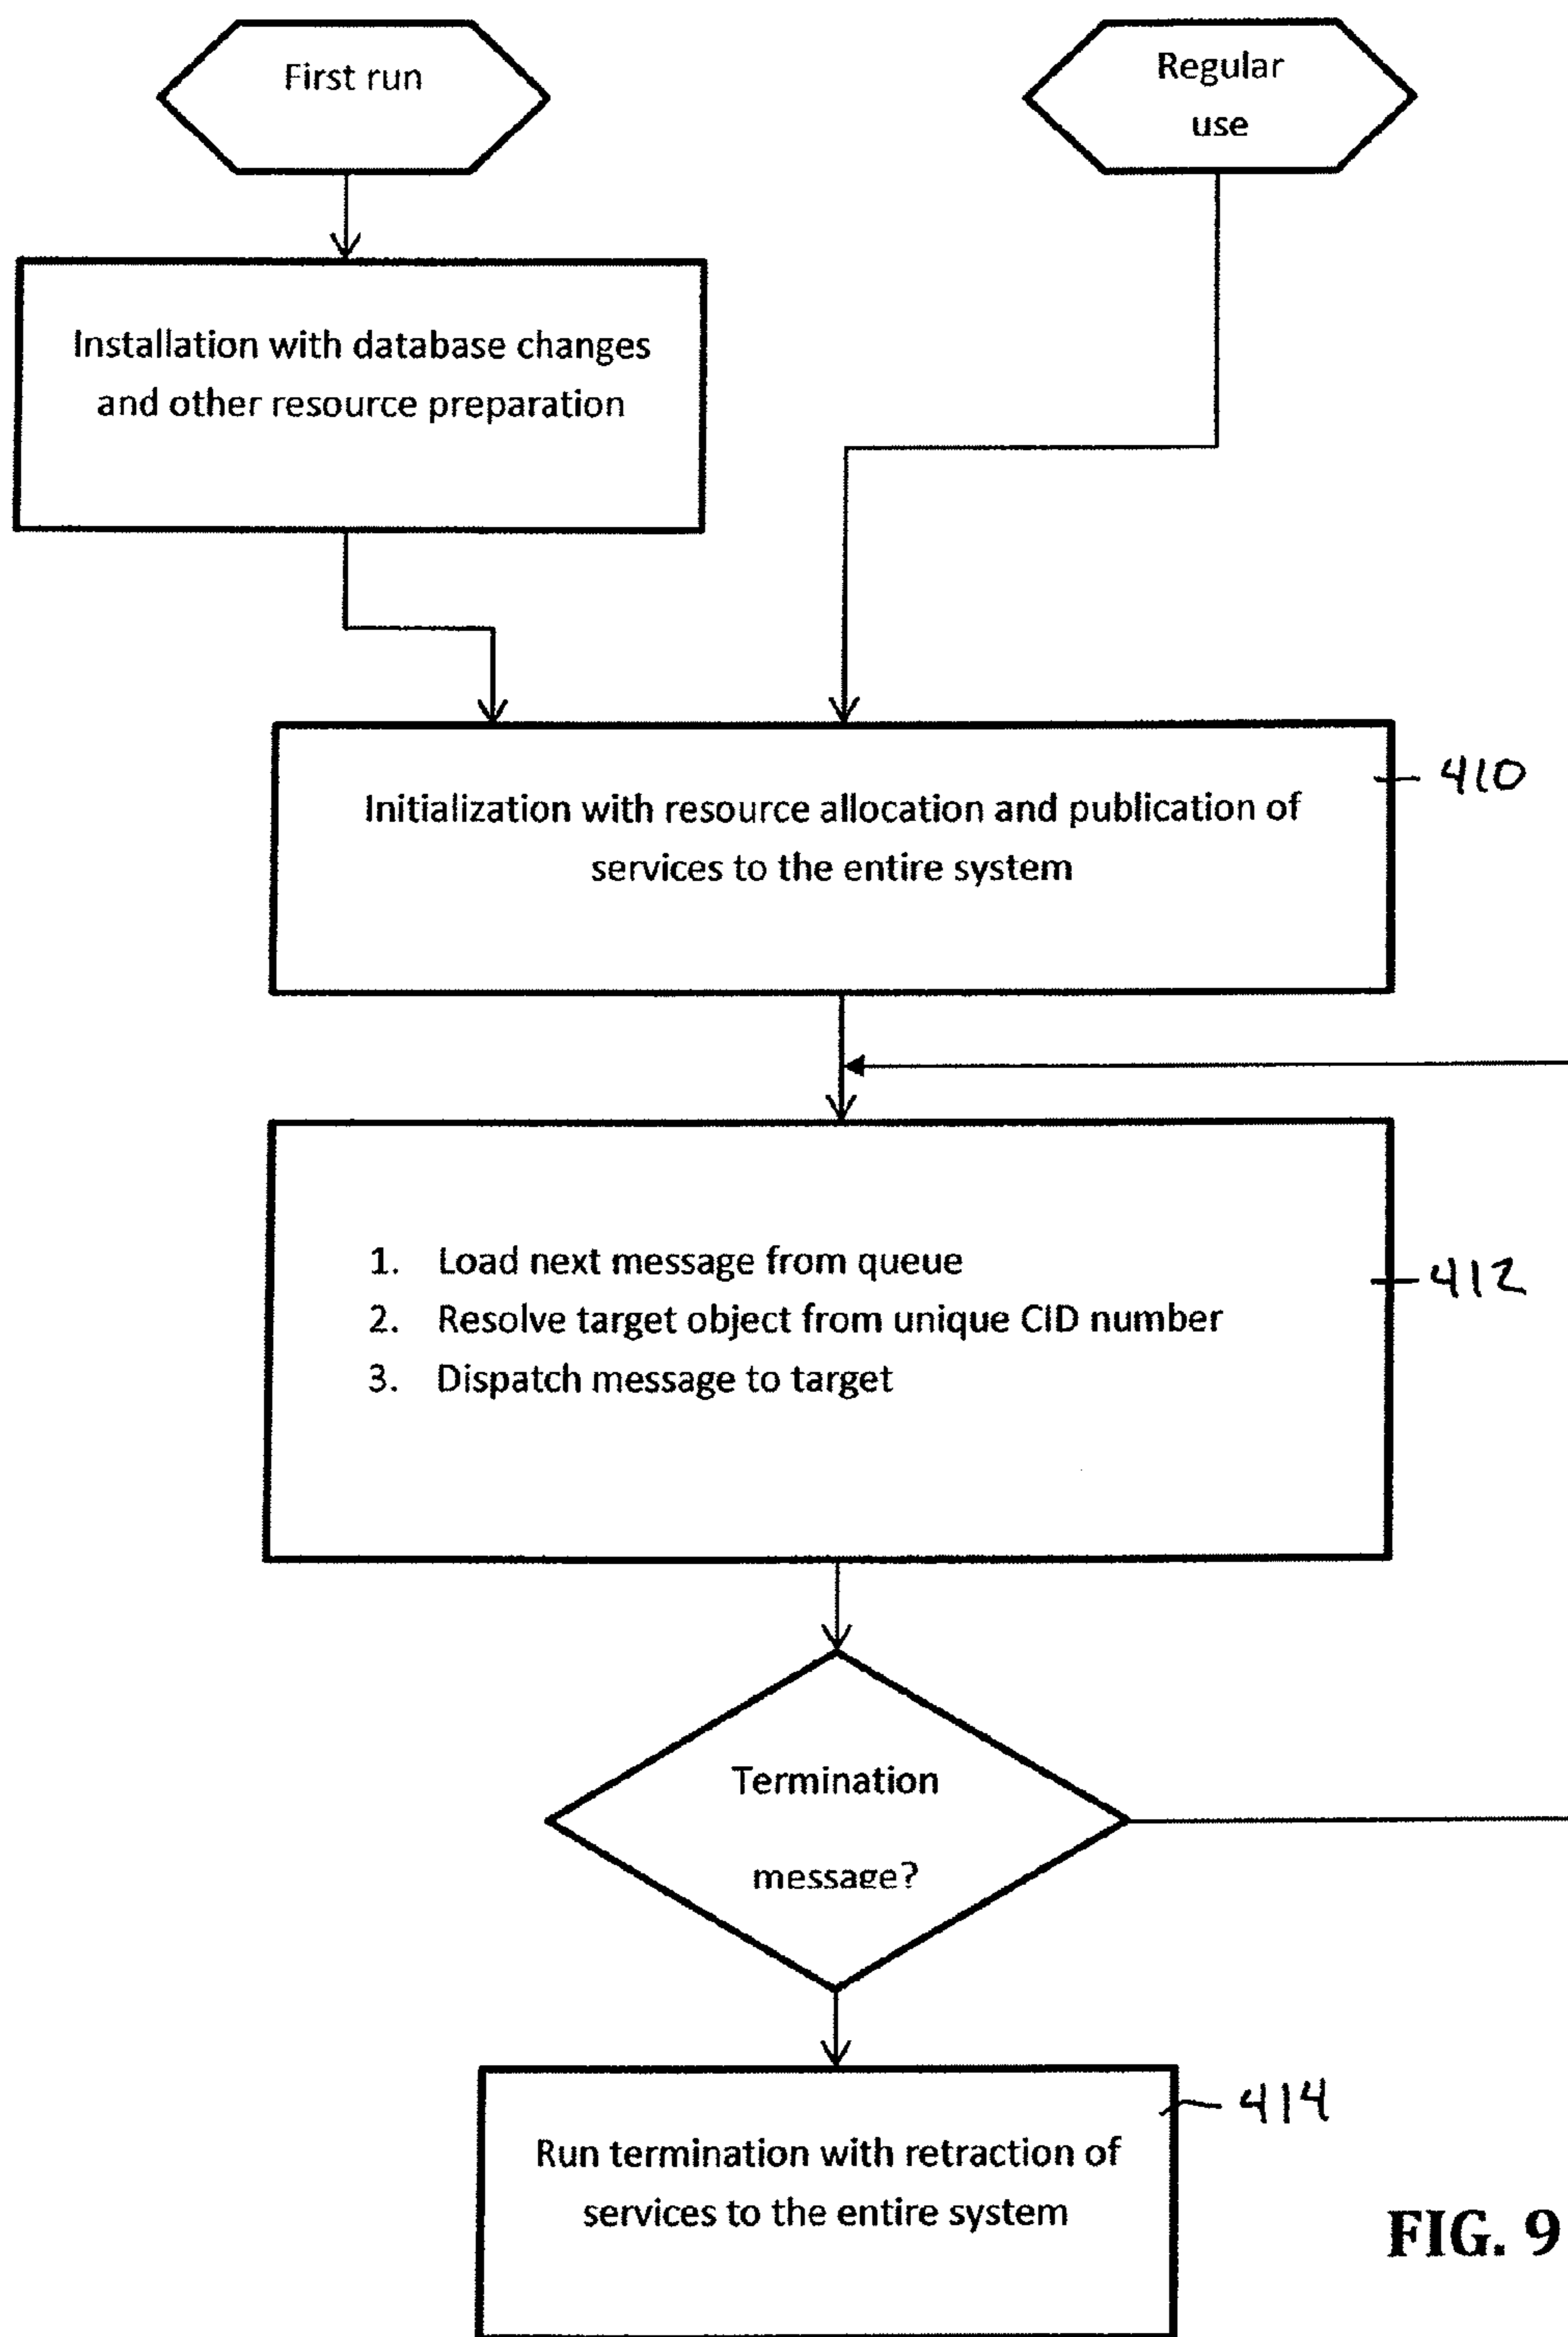 First run
Regular
use
Installation with database changes
and other resource preparation
410
Initialization with resource allocation and publication of
services to the entire system
412
1. Load next message from queue
2. Resolve target object from unique CID number
3. Dispatch message to target
Termination
message?
414
Run termination with retraction of
services to the entire system
FIG. 9